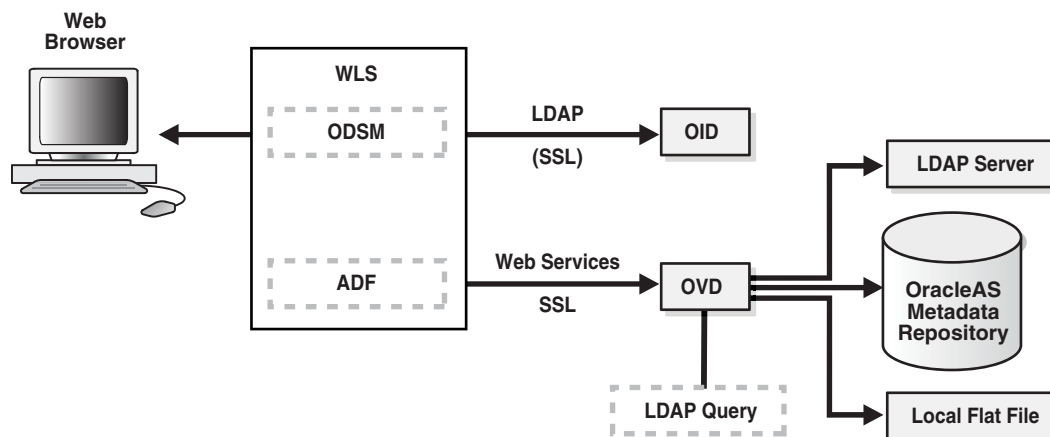 Web
Browser
WLS
ODSM
ADF
LDAP
(SSL)
OID
Web Services
SSL
OVD
LDAP Query
LDAP Server
OracleAS
Metadata
Repository
Local Flat File